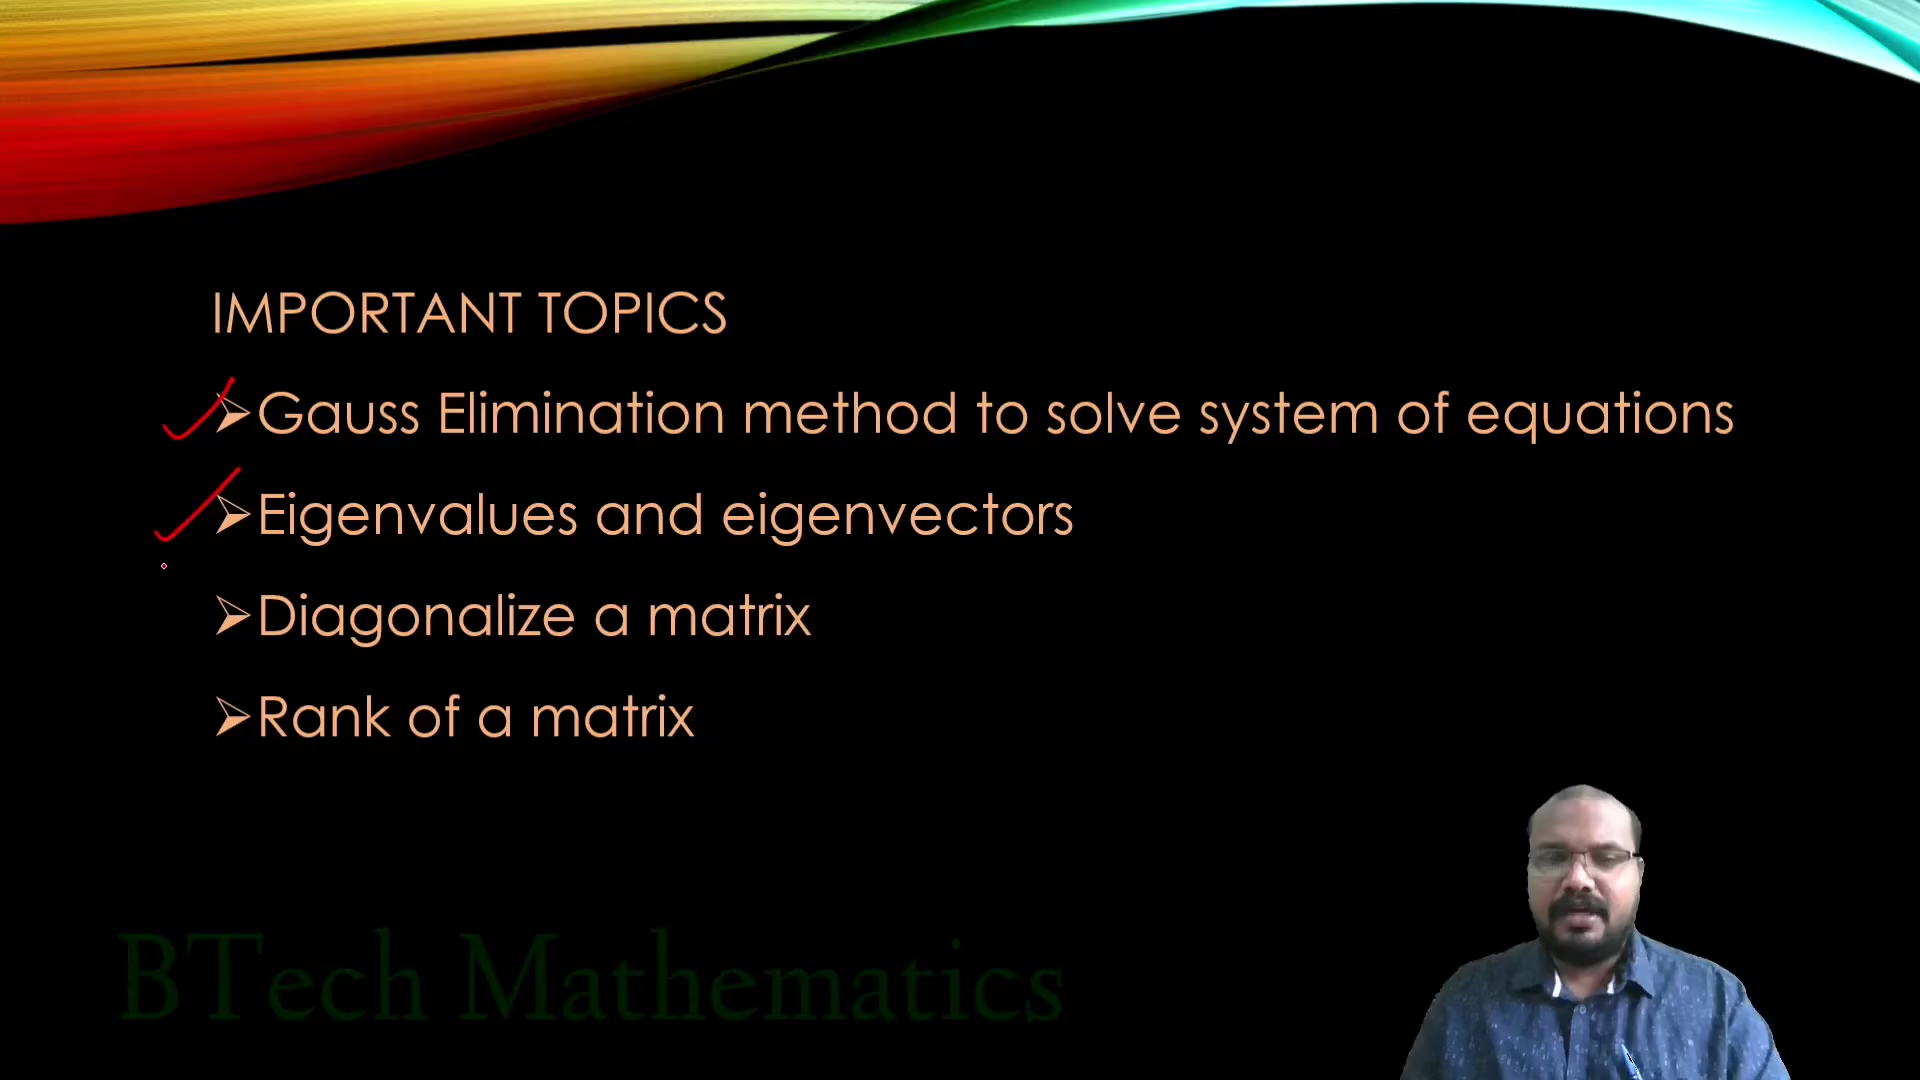 IMPORTANT TOPICS
Gauss Elimination method to solve system of equations
Eigenvalues and eigenvectors
Diagonalize a matrix
Rank of a matrix
BTech Mathematics